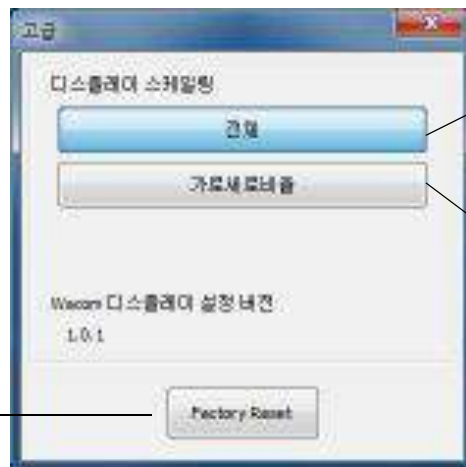 고급
디스플레이 스케일링
전체
가로세로비율
Wacom 디스플레이 설정 버전
1.0.1
Factory Reset